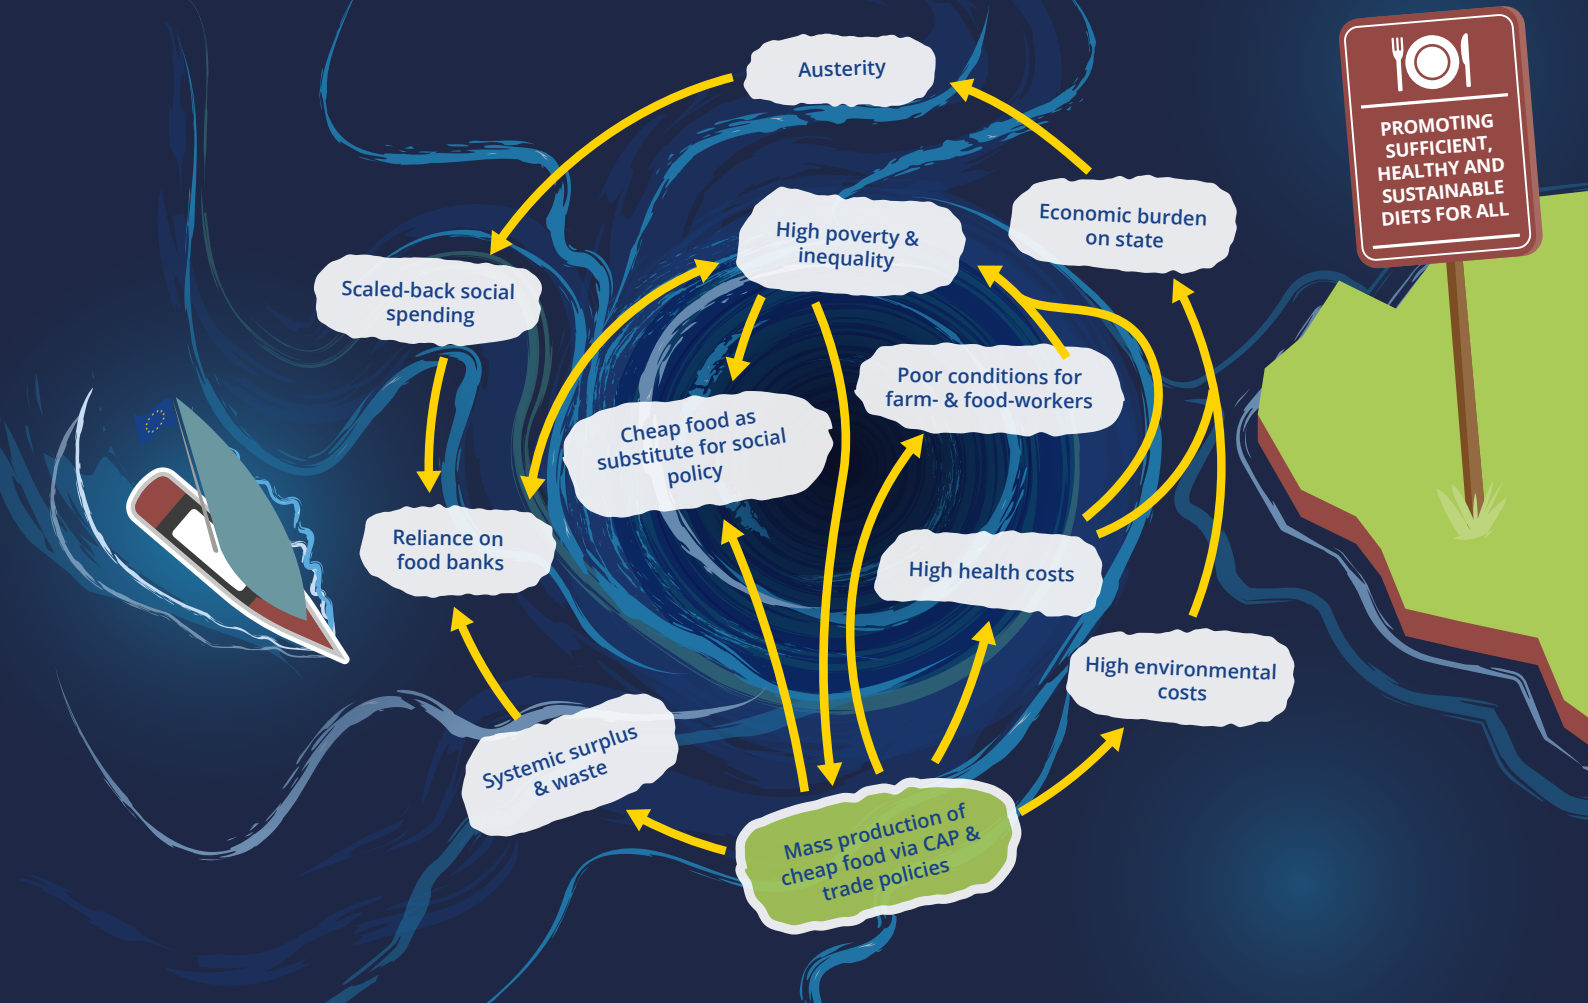 Austerity
PROMOTING
SUFFICIENT,
HEALTHY AND
SUSTAINABLE
DIETS FOR ALL
Economic burden
on state
High poverty &
inequality
Scaled-back social
spending
Poor conditions for
farm- & food-workers
Cheap food as
substitute for social
policy
Reliance on
food banks
High health costs
High environmental
costs
Systemic surplus
& waste
Mass production of
cheap food via CAP &
trade policies